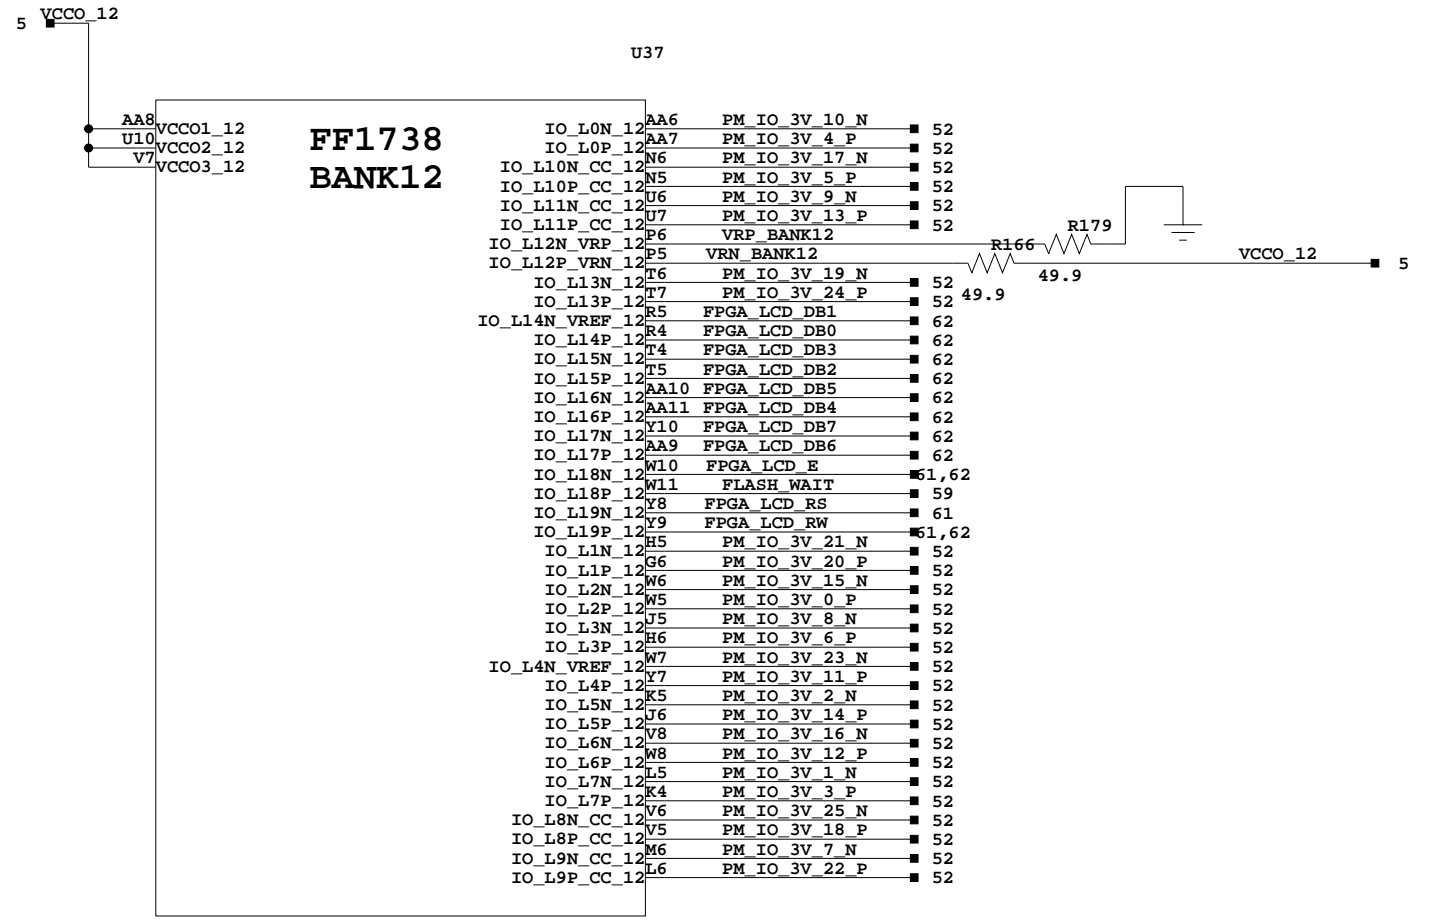 VCCO_12
5
U37
FF1738
BANK12
AA8 VCCO1_12
U10 VCCO2_12
V7 VCCO3_12
IO_L0N_12 AA6 PM_IO_3V_10_N 52
IO_L0P_12 AA7 PM_IO_3V_4_P 52
IO_L10N_CC_12 N6 PM_IO_3V_17_N 52
IO_L10P_CC_12 N5 PM_IO_3V_5_P 52
IO_L11N_CC_12 U6 PM_IO_3V_9_N 52
IO_L11P_CC_12 U7 PM_IO_3V_13_P 52
IO_L12N_VRP_12 P6 VRP_BANK12 R179 49.9
IO_L12P_VRN_12 P5 VRN_BANK12 R166 49.9 VCCO_12 5
IO_L13N_12 T6 PM_IO_3V_19_N 52
IO_L13P_12 T7 PM_IO_3V_24_P 52
IO_L14N_VREF_12 R5 FPGA_LCD_DB1 62
IO_L14P_12 R4 FPGA_LCD_DB0 62
IO_L15N_12 T4 FPGA_LCD_DB3 62
IO_L15P_12 T5 FPGA_LCD_DB2 62
IO_L16N_12 AA10 FPGA_LCD_DB5 62
IO_L16P_12 AA11 FPGA_LCD_DB4 62
IO_L17N_12 Y10 FPGA_LCD_DB7 62
IO_L17P_12 AA9 FPGA_LCD_DB6 62
IO_L18N_12 W10 FPGA_LCD_E 61,62
IO_L18P_12 W11 FLASH_WAIT 59
IO_L19N_12 Y8 FPGA_LCD_RS 61
IO_L19P_12 Y9 FPGA_LCD_RW 61,62
IO_L1N_12 H5 PM_IO_3V_21_N 52
IO_L1P_12 G6 PM_IO_3V_20_P 52
IO_L2N_12 W6 PM_IO_3V_15_N 52
IO_L2P_12 W5 PM_IO_3V_0_P 52
IO_L3N_12 J5 PM_IO_3V_8_N 52
IO_L3P_12 H6 PM_IO_3V_6_P 52
IO_L4N_VREF_12 W7 PM_IO_3V_23_N 52
IO_L4P_12 Y7 PM_IO_3V_11_P 52
IO_L5N_12 K5 PM_IO_3V_2_N 52
IO_L5P_12 J6 PM_IO_3V_14_P 52
IO_L6N_12 V8 PM_IO_3V_16_N 52
IO_L6P_12 W8 PM_IO_3V_12_P 52
IO_L7N_12 L5 PM_IO_3V_1_N 52
IO_L7P_12 K4 PM_IO_3V_3_P 52
IO_L8N_CC_12 V6 PM_IO_3V_25_N 52
IO_L8P_CC_12 V5 PM_IO_3V_18_P 52
IO_L9N_CC_12 M6 PM_IO_3V_7_N 52
IO_L9P_CC_12 L6 PM_IO_3V_22_P 52